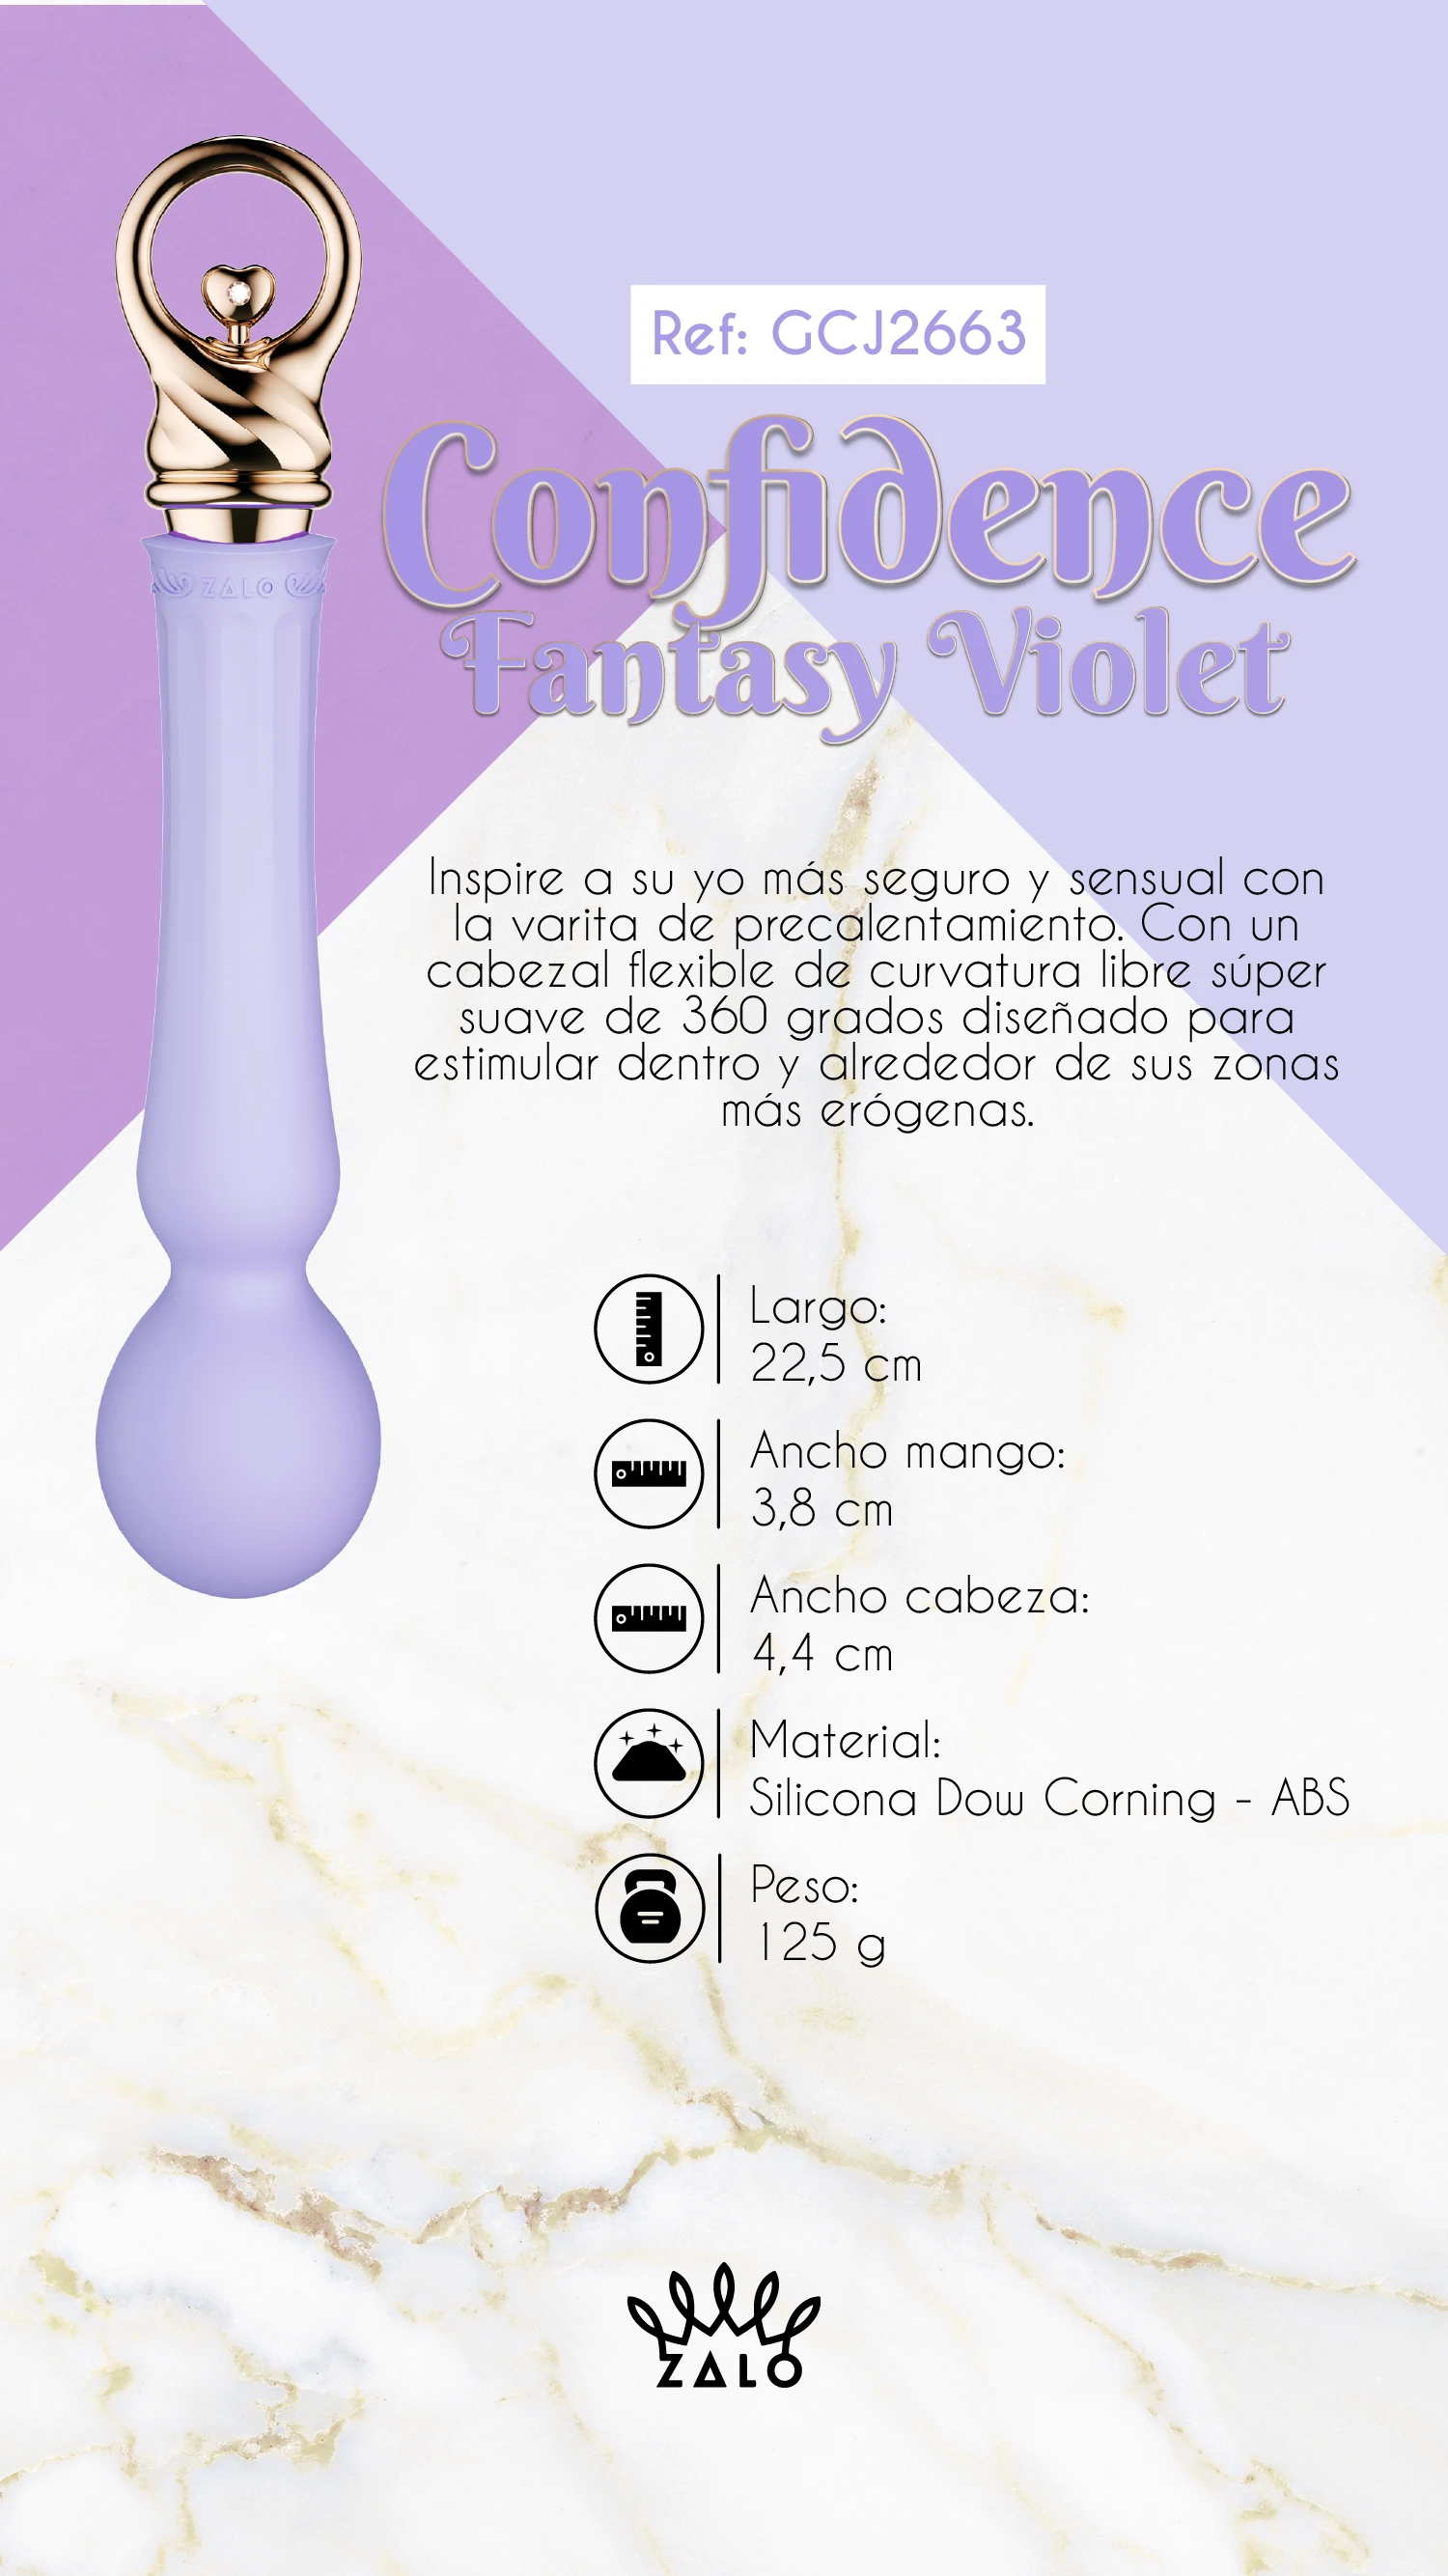 Ref: GCJ2663
Confidence
Fantasy Violet
ZALO
Inspire a su yo más seguro y sensual con
la varita de precalentamiento. Con un
cabezal flexible de curvatura libre súper
suave de 360 grados diseñado para
estimular dentro y alrededor de sus zonas
más erógenas.
Largo:
22,5 cm
Ancho mango:
3,8 cm
Ancho cabeza:
4,4 cm
Material:
Silicona Dow Corning - ABS
Peso:
125 g
ZALO